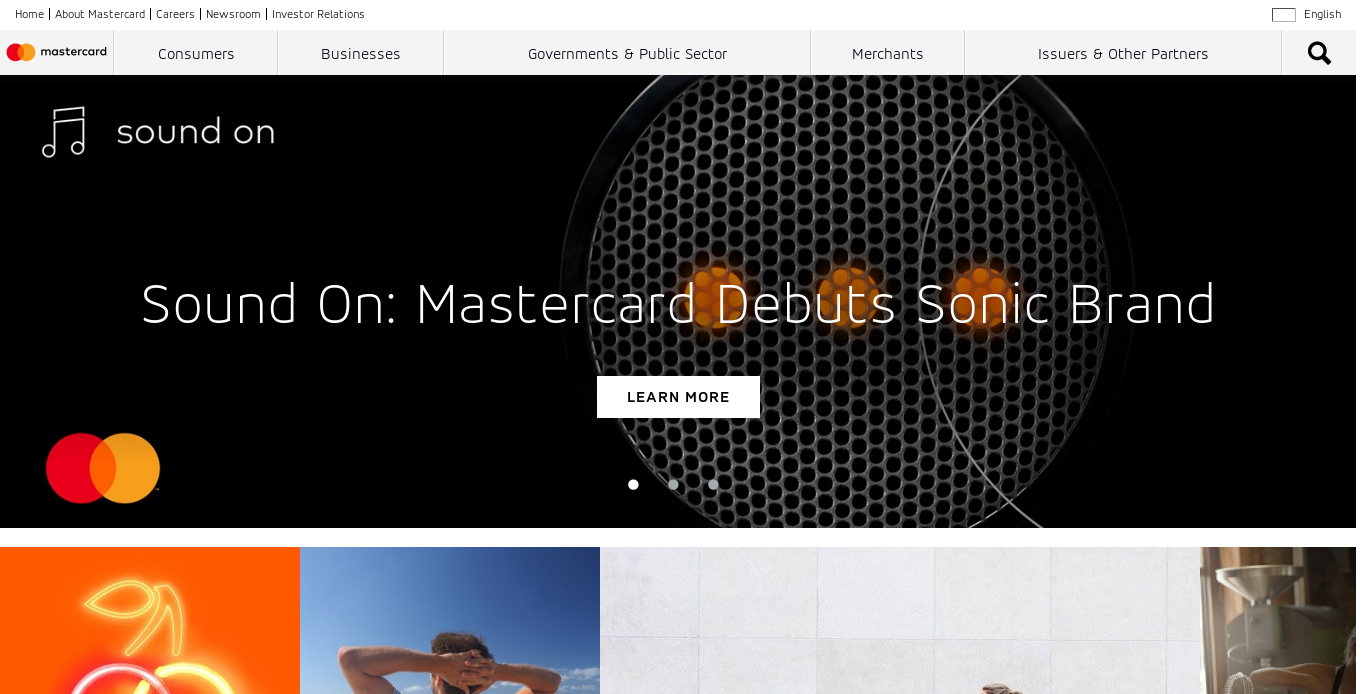 Home About Mastercard Careers Newsroom Investor Relations English
mastercard Consumers Businesses Governments & Public Sector Merchants Issuers & Other Partners
sound on
Sound On: Mastercard Debuts Sonic Brand
LEARN MORE